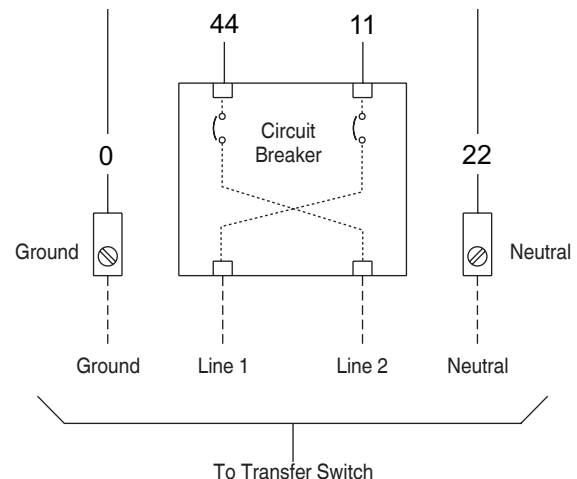 44 11
Circuit
Breaker
0 22
Ground Neutral
Ground Line 1 Line 2 Neutral
To Transfer Switch